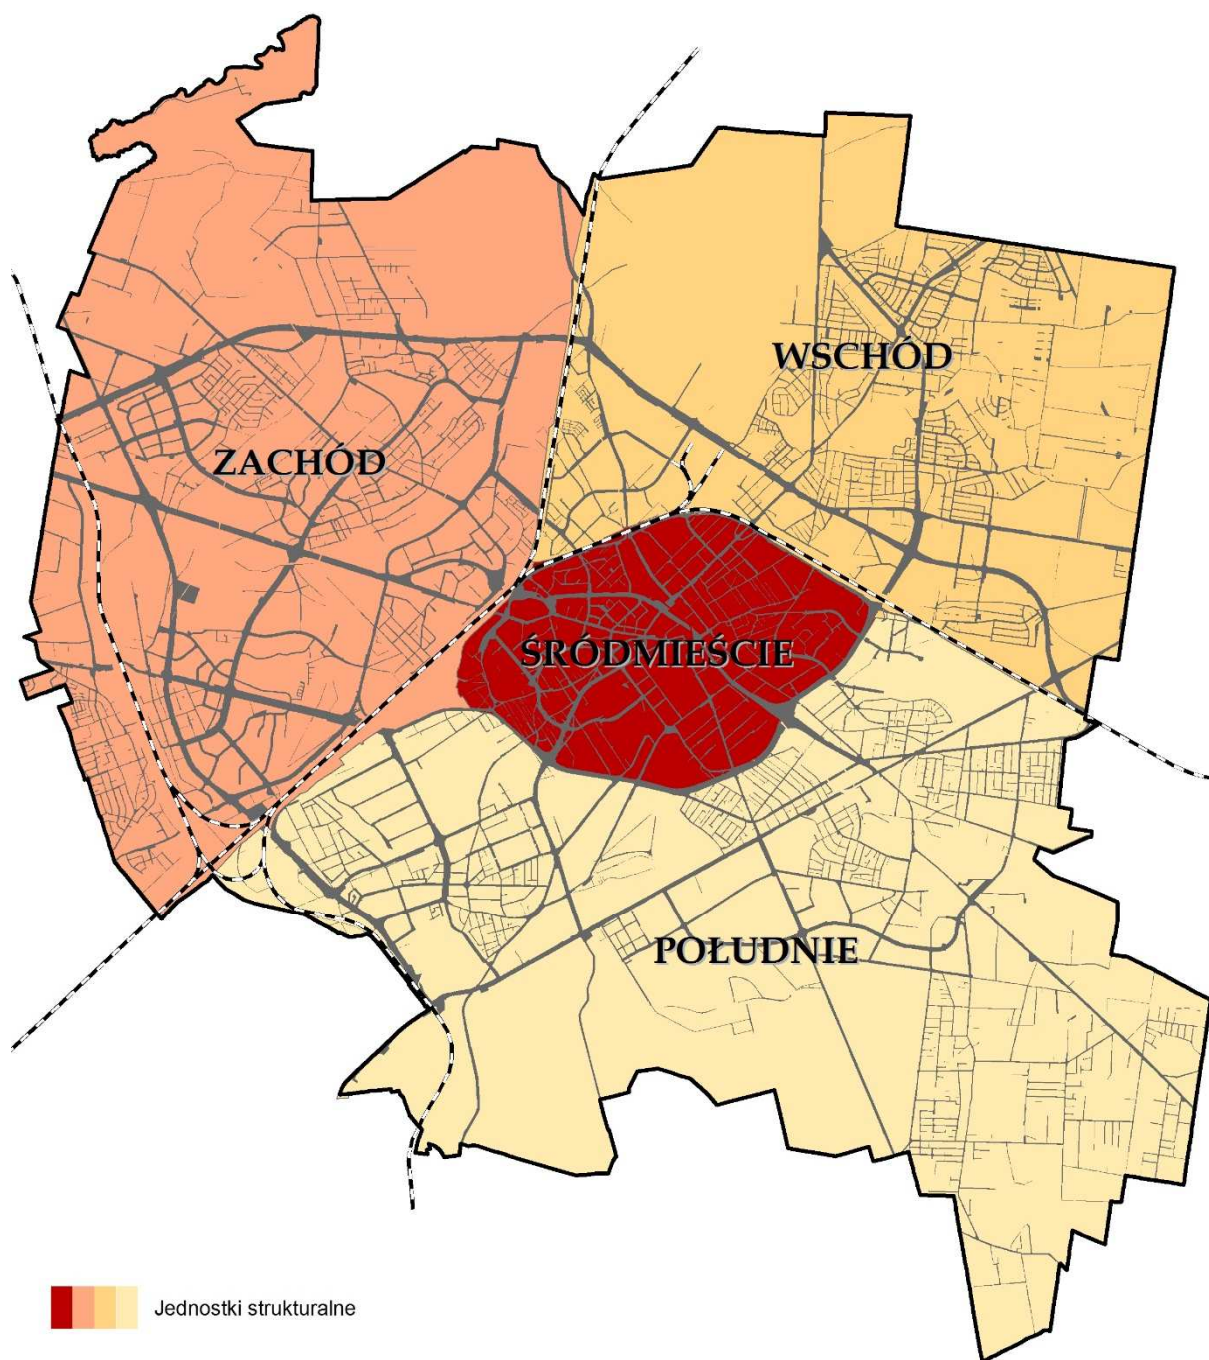 WSCHÓD
ZACHÓD
ŚRÓDMIEŚCIE
POŁUDNIE
Jednostki strukturalne